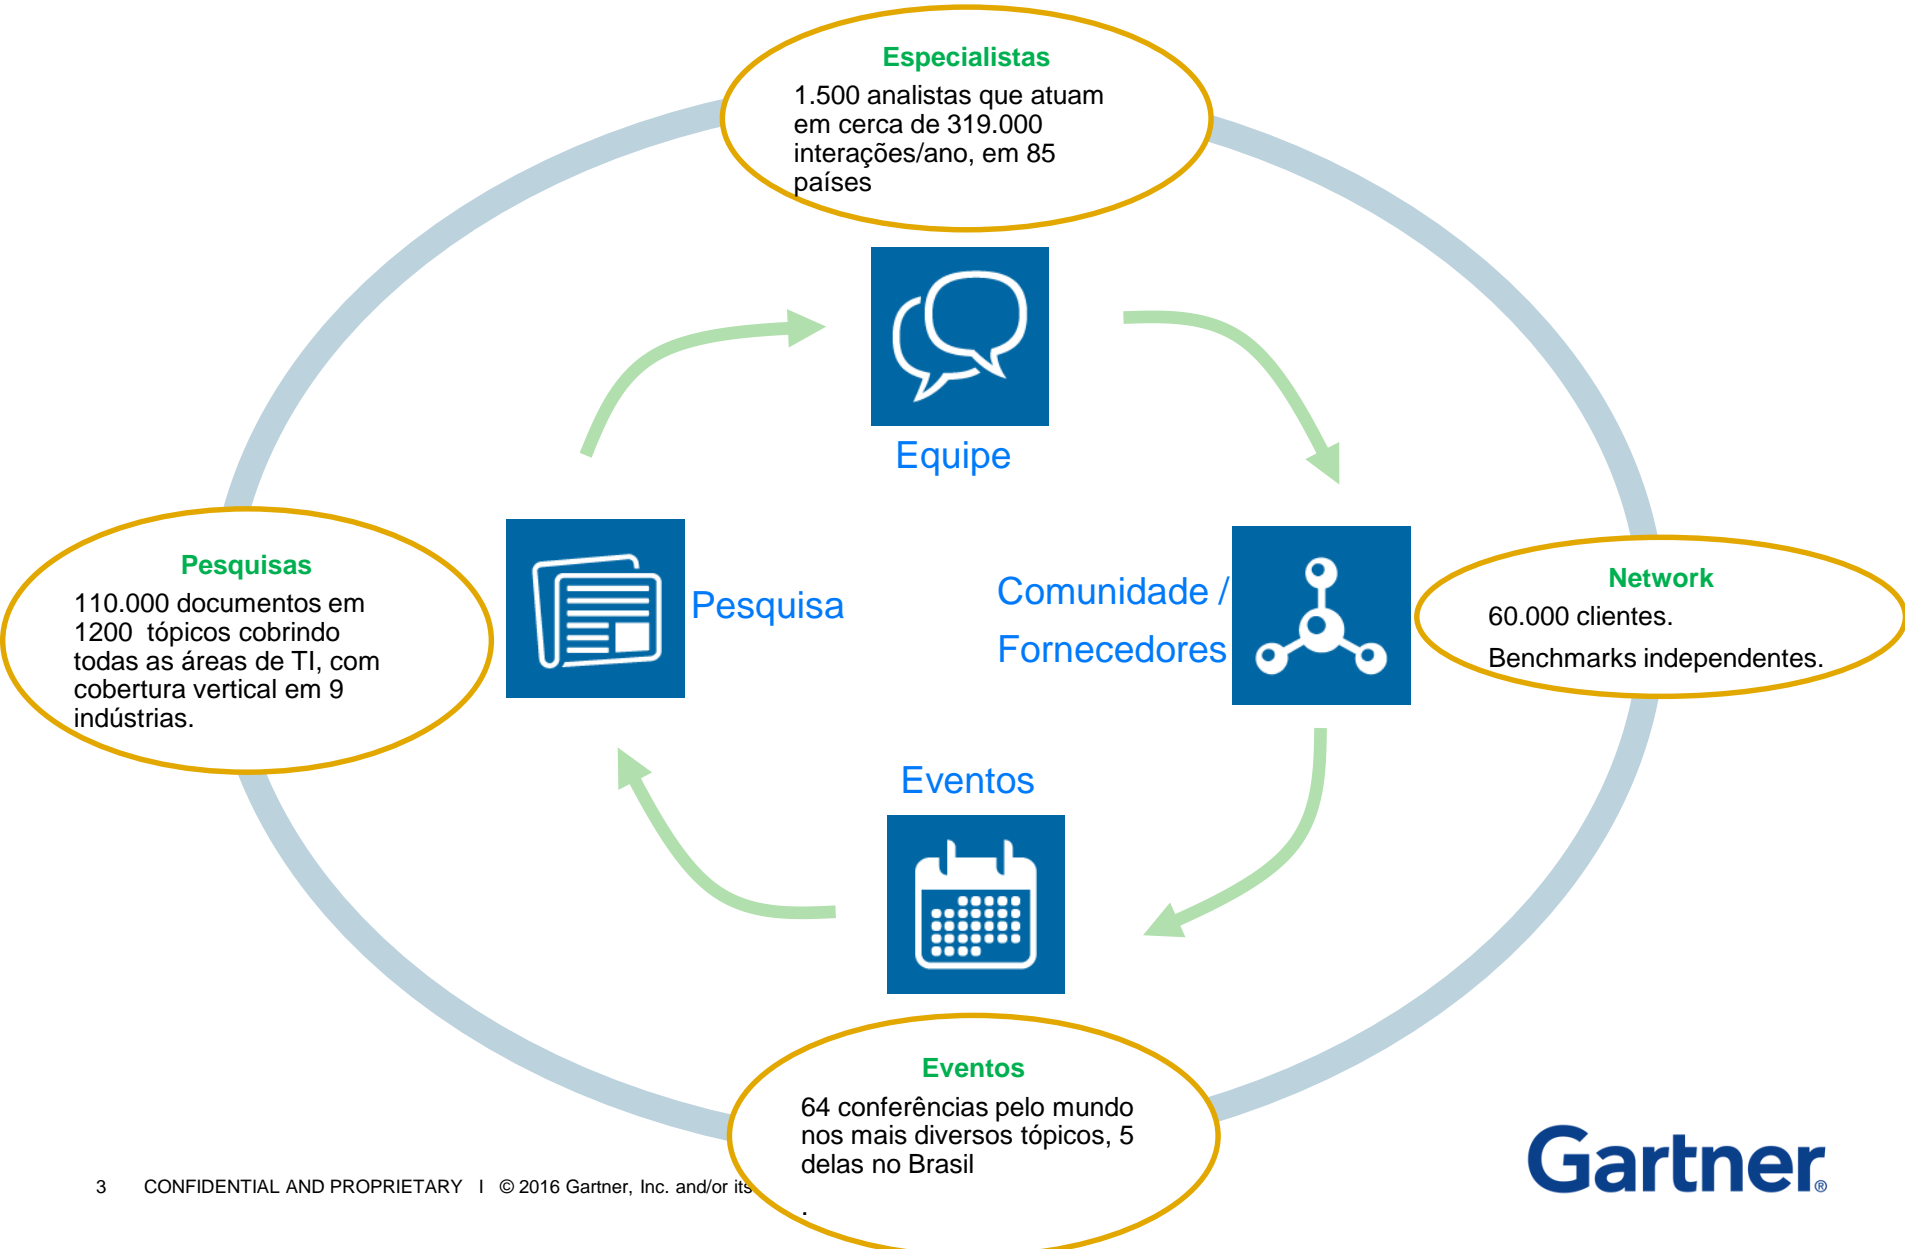 Especialistas
1.500 analistas que atuam
em cerca de 319.000
interações/ano, em 85
países
Equipe
Pesquisas
110.000 documentos em
1200 tópicos cobrindo
todas as áreas de TI, com
cobertura vertical em 9
indústrias.
Pesquisa
Comunidade /
Fornecedores
Network
60.000 clientes.
Benchmarks independentes.
Eventos
Eventos
64 conferências pelo mundo
nos mais diversos tópicos, 5
delas no Brasil
.
3 CONFIDENTIAL AND PROPRIETARY I © 2016 Gartner, Inc. and/or its
Gartner®